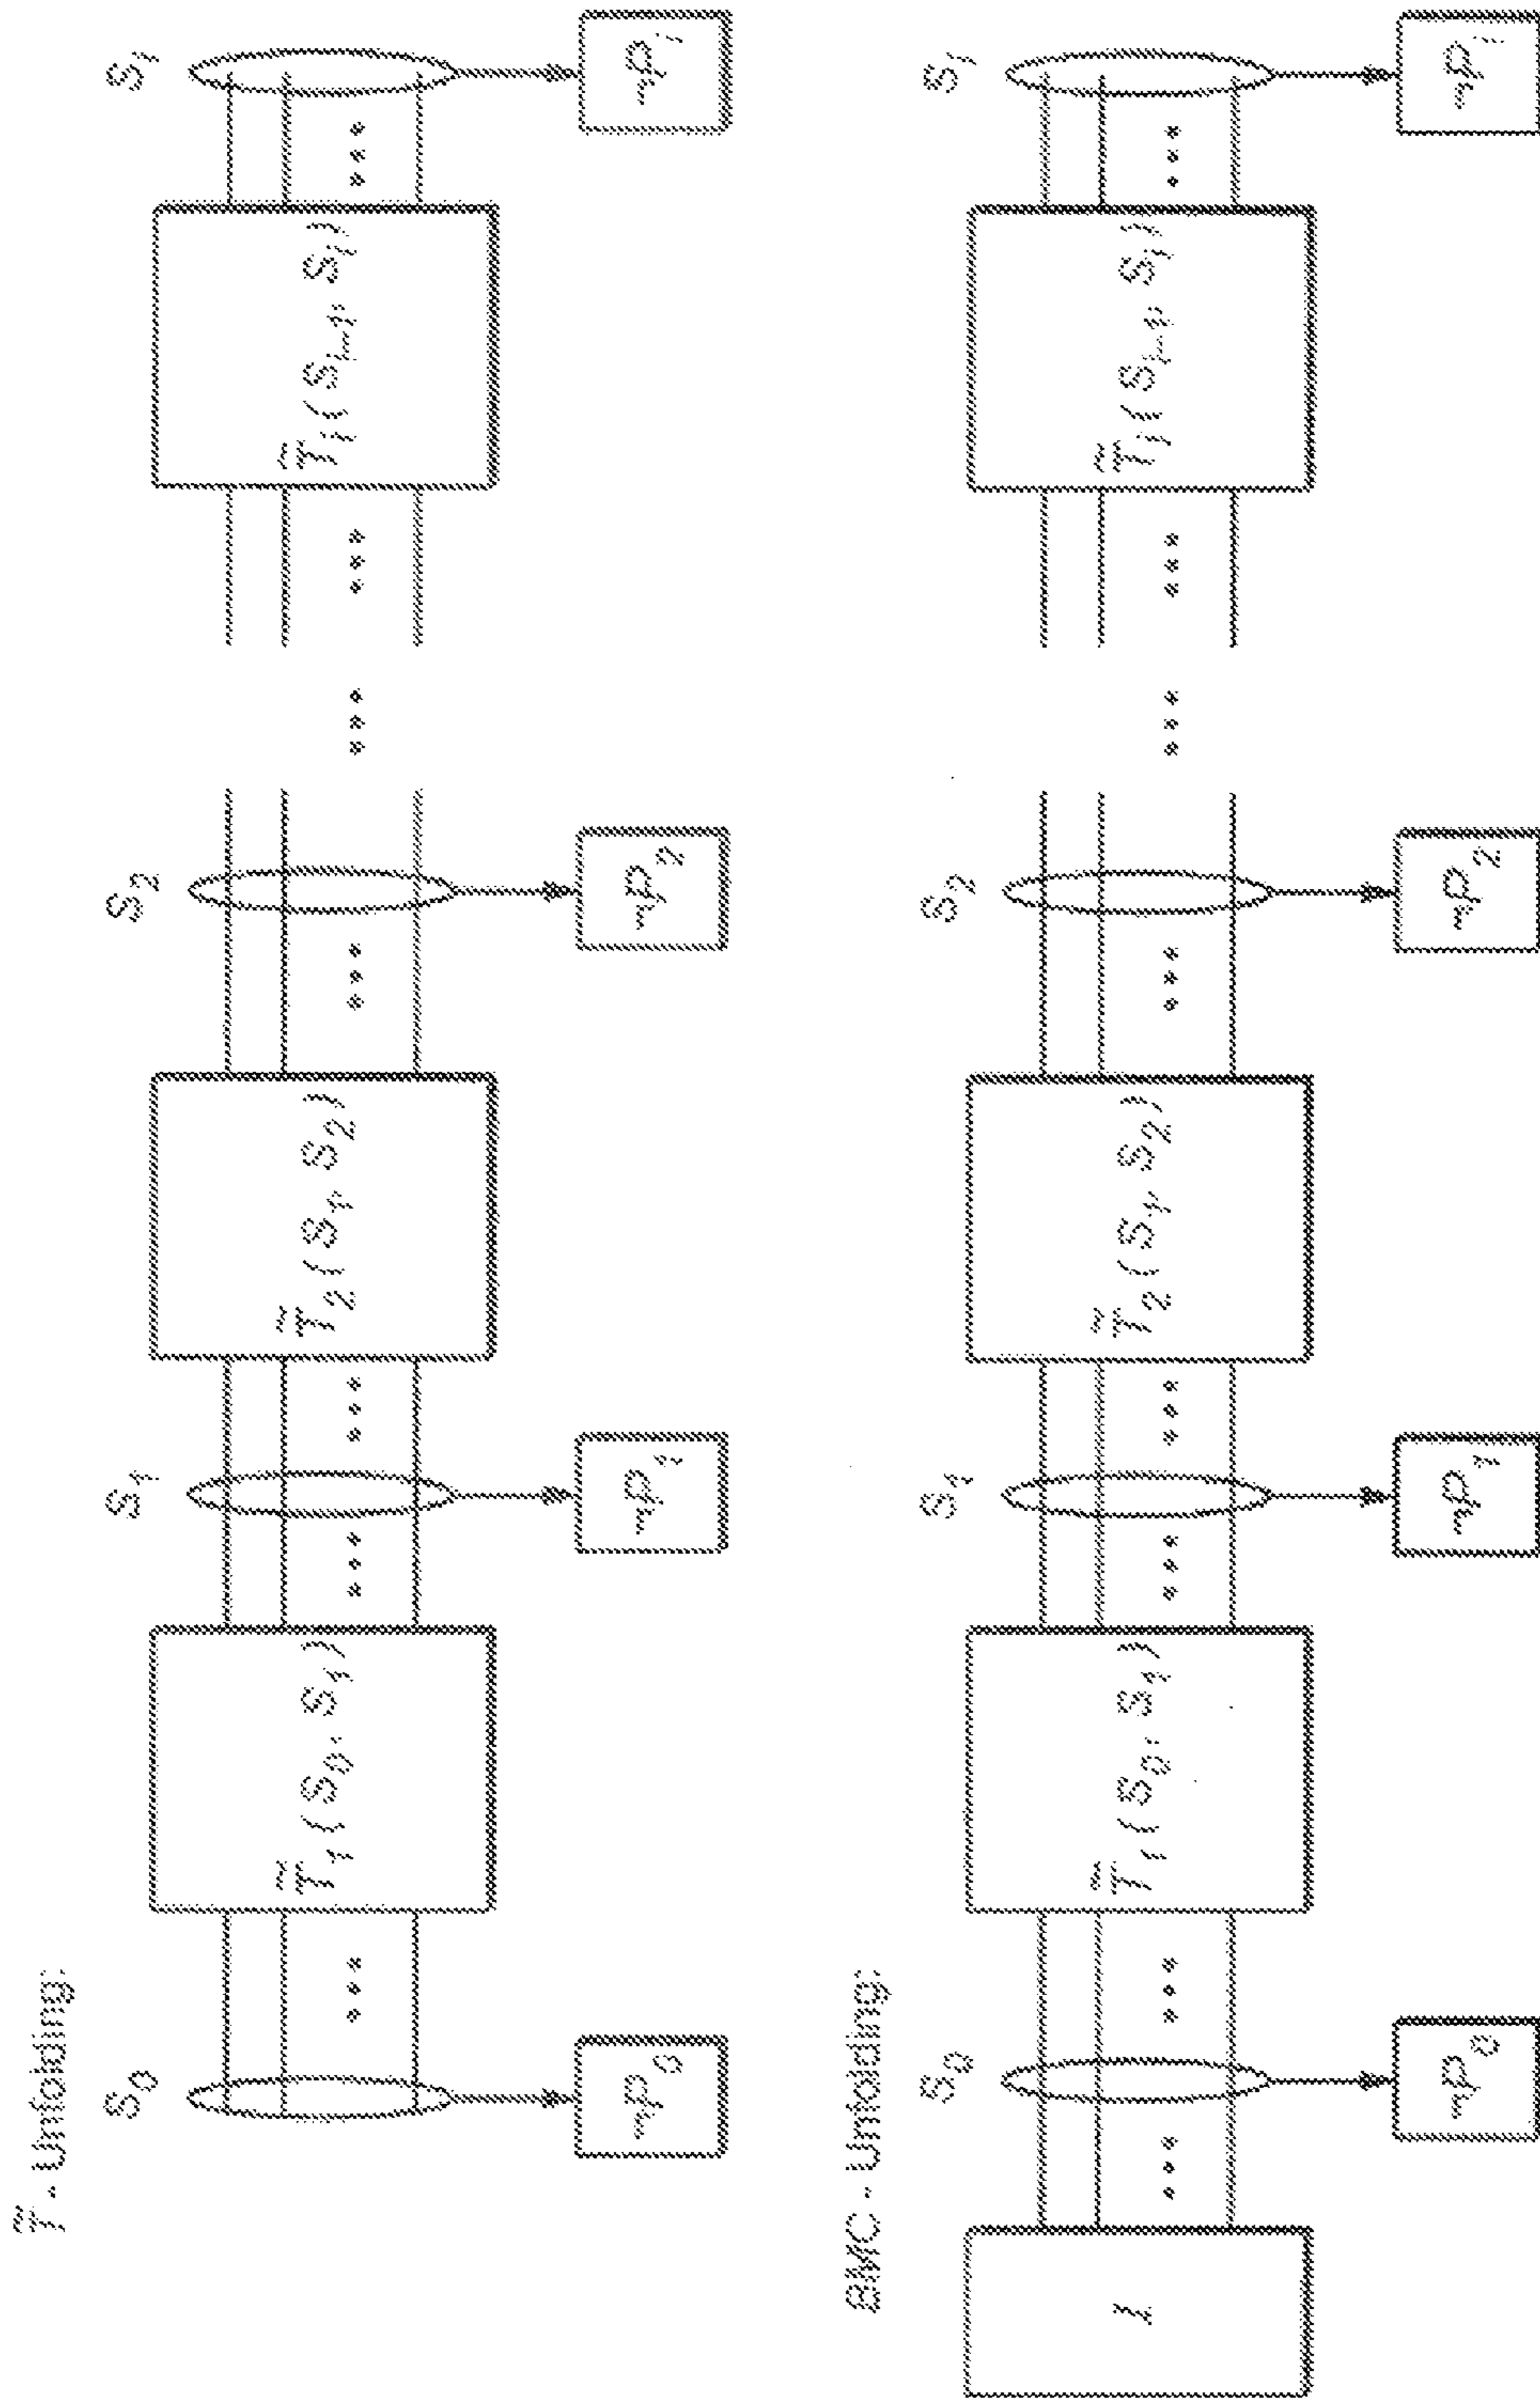 T̃ - Unfolding:
S₀ S₁ S₂ Sᵢ
T̃₁ ( S₀, S₁ ) T̃₂ ( S₁, S₂ ) T̃ᵢ ( Sᵢ₋₁, Sᵢ )
¬P₀ ¬P₁ ¬P₂ ¬Pᵢ
BMC - Unfolding:
S₀ S₁ S₂ Sᵢ
I T̃₁ ( S₀, S₁ ) T̃₂ ( S₁, S₂ ) T̃ᵢ ( Sᵢ₋₁, Sᵢ )
¬P₀ ¬P₁ ¬P₂ ¬Pᵢ